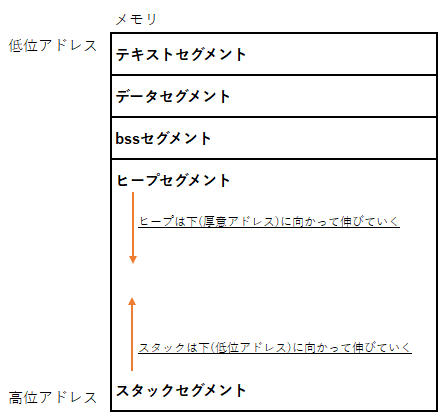 メモリ
低位アドレス
テキストセグメント
データセグメント
bssセグメント
ヒープセグメント
ヒープは下(厚意アドレス)に向かって伸びていく
スタックは下(低位アドレス)に向かって伸びていく
高位アドレス
スタックセグメント